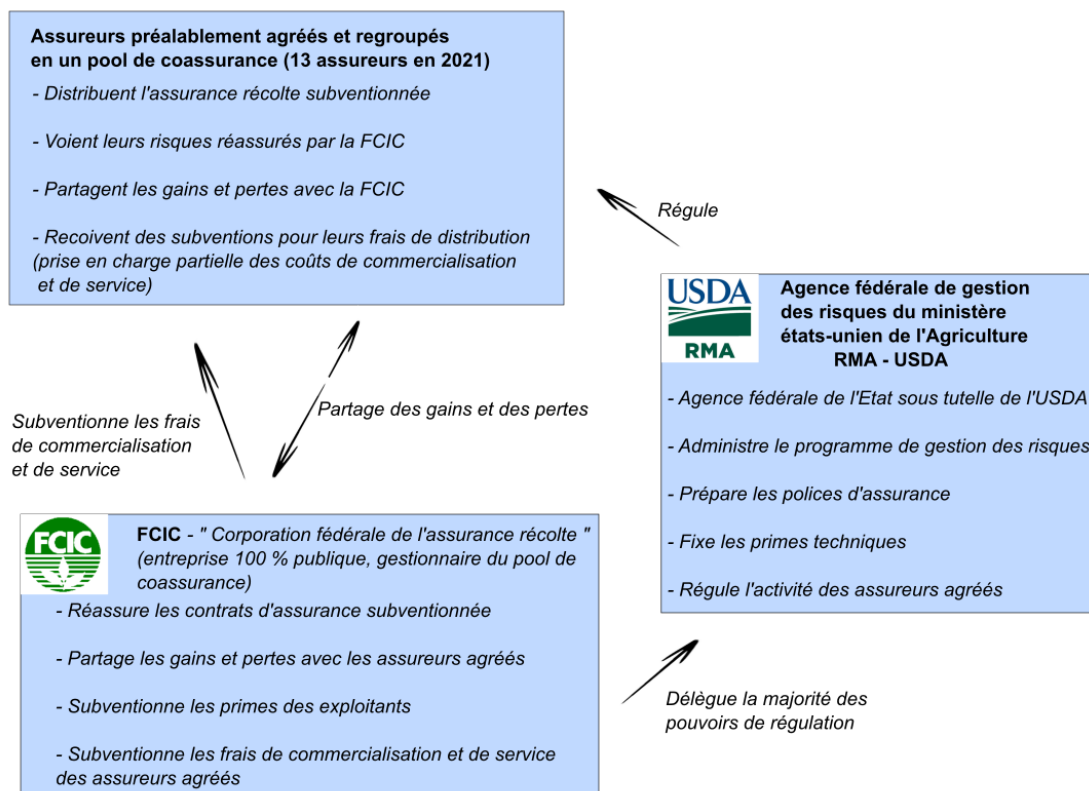 Assureurs préalablement agréés et regroupés
en un pool de coassurance (13 assureurs en 2021)
- Distribuent l'assurance récolte subventionnée
- Voient leurs risques réassurés par la FCIC
- Partagent les gains et pertes avec la FCIC
- Recoivent des subventions pour leurs frais de distribution
(prise en charge partielle des coûts de commercialisation
et de service)
Régule
USDA
RMA
Agence fédérale de gestion
des risques du ministère
états-unien de l'Agriculture
RMA - USDA
- Agence fédérale de l'Etat sous tutelle de l'USDA
- Administre le programme de gestion des risques
- Prépare les polices d'assurance
- Fixe les primes techniques
- Régule l'activité des assureurs agréés
Subventionne les frais
de commercialisation
et de service
Partage des gains et des pertes
FCIC
FCIC - " Corporation fédérale de l'assurance récolte "
(entreprise 100 % publique, gestionnaire du pool de
coassurance)
- Réassure les contrats d'assurance subventionnée
- Partage les gains et pertes avec les assureurs agréés
- Subventionne les primes des exploitants
- Subventionne les frais de commercialisation et de service
des assureurs agréés
Délègue la majorité des
pouvoirs de régulation